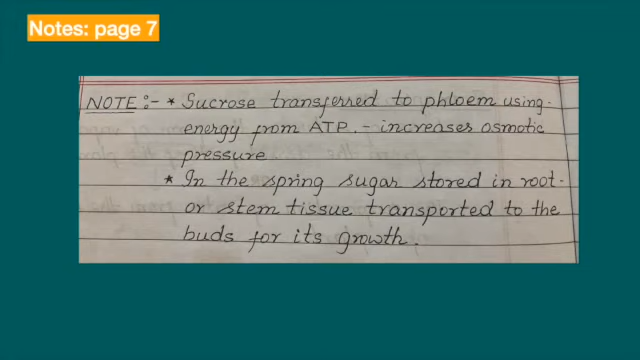 Notes: page 7
NOTE :- * Sucrose transferred to phloem using
energy from ATP. - increases osmotic
pressure
* In the spring sugar stored in root
or stem tissue transported to the
buds for its growth.